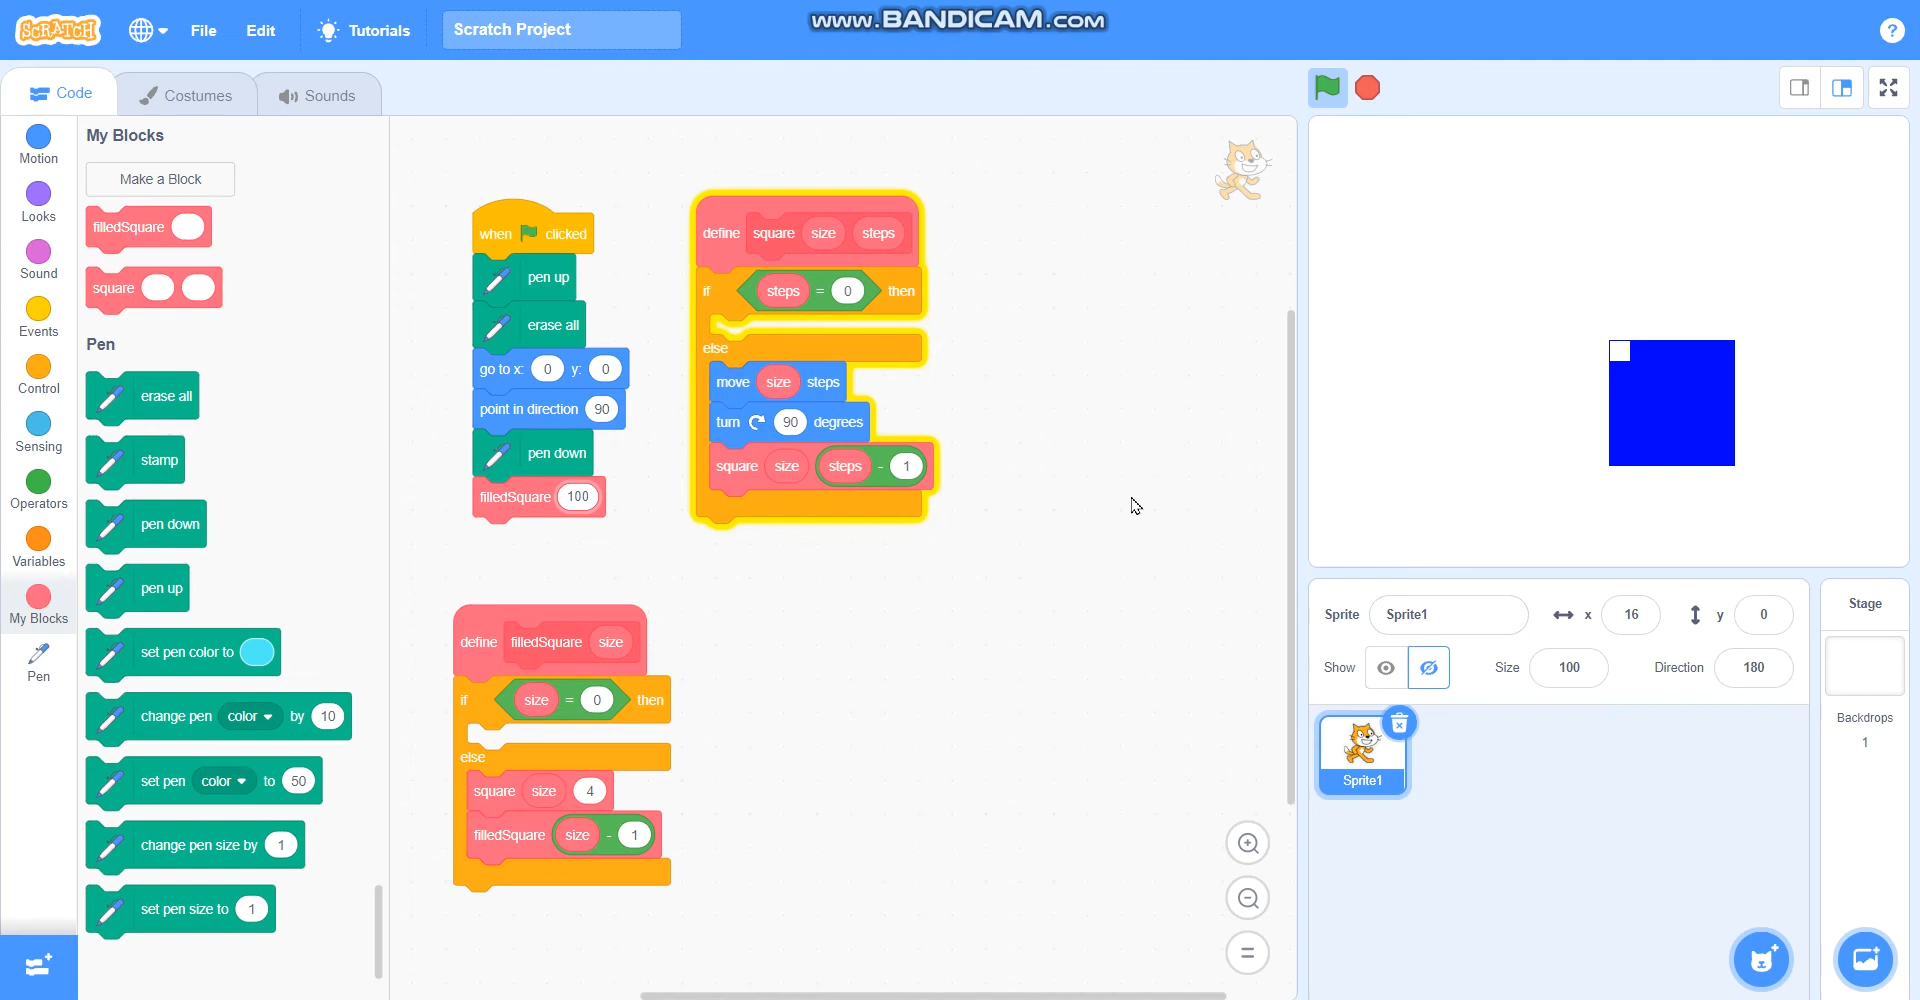 SCRATCH File Edit Tutorials Scratch Project www.BANDICAM.com ?
Code Costumes Sounds
Motion
Looks
Sound
Events
Control
Sensing
Operators
Variables
My Blocks
Pen
My Blocks
Make a Block
filledSquare
square
Pen
erase all
stamp
pen down
pen up
set pen color to
change pen color by 10
set pen color to 50
change pen size by 1
set pen size to 1
when clicked
pen up
erase all
go to x: 0 y: 0
point in direction 90
pen down
filledSquare 100
define square size steps
if steps = 0 then
else
move size steps
turn 90 degrees
square size steps - 1
define filledSquare size
if size = 0 then
else
square size 4
filledSquare size - 1
Sprite Sprite1 x 16 y 0
Show Size 100 Direction 180
Sprite1
Stage
Backdrops
1